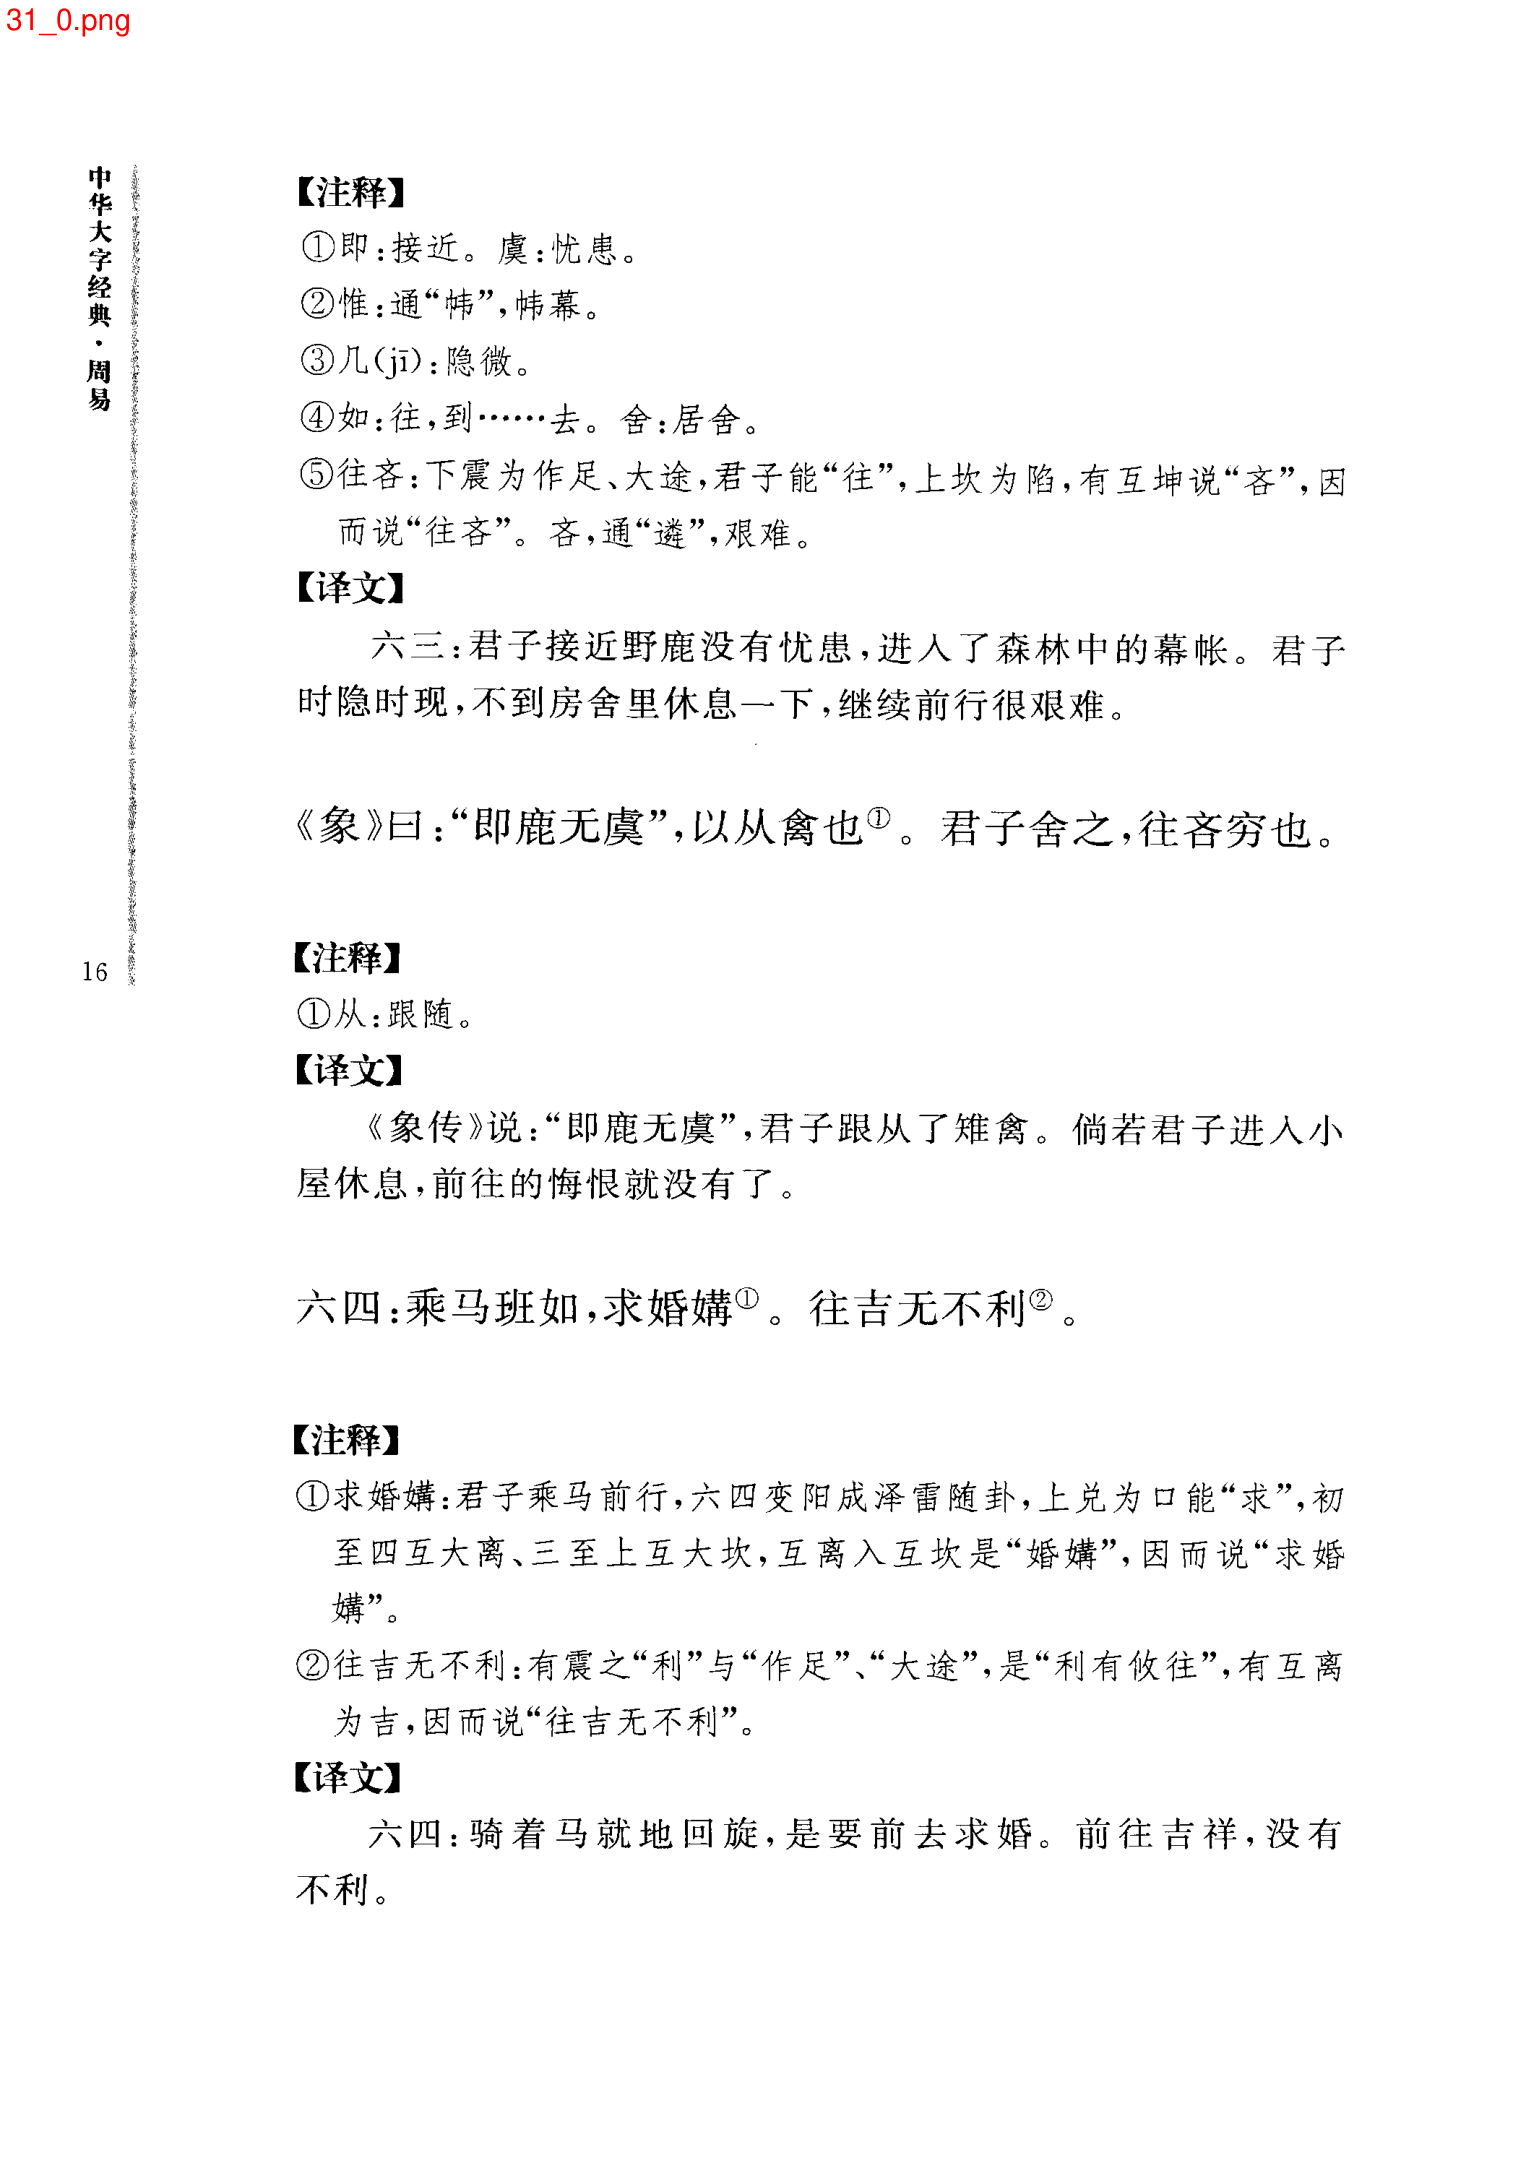 31_0.png
中华大字经典·周易
16
【注释】
①即:接近。虞:忧患。
②惟:通“帏”,帏幕。
③几(jī):隐微。
④如:往,到……去。舍:居舍。
⑤往吝:下震为作足、大途,君子能“往”,上坎为陷,有互坤说“吝”,因
而说“往吝”。吝,通“遴”,艰难。
【译文】
六三:君子接近野鹿没有忧患,进入了森林中的幕帐。君子
时隐时现,不到房舍里休息一下,继续前行很艰难。
《象》曰:“即鹿无虞”,以从禽也①。君子舍之,往吝穷也。
【注释】
①从:跟随。
【译文】
《象传》说:“即鹿无虞”,君子跟从了雉禽。倘若君子进入小
屋休息,前往的悔恨就没有了。
六四:乘马班如,求婚媾①。往吉无不利②。
【注释】
①求婚媾:君子乘马前行,六四变阳成泽雷随卦,上兑为口能“求”,初
至四互大离、三至上互大坎,互离入互坎是“婚媾”,因而说“求婚
媾”。
②往吉无不利:有震之“利”与“作足”、“大途”,是“利有攸往”,有互离
为吉,因而说“往吉无不利”。
【译文】
六四:骑着马就地回旋,是要前去求婚。前往吉祥,没有
不利。